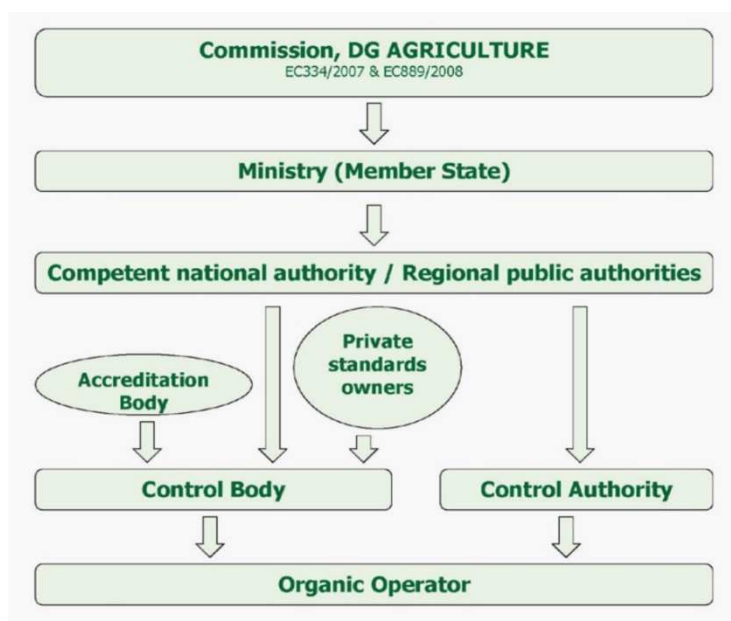 Commission, DG AGRICULTURE
EC334/2007 & EC889/2008
Ministry (Member State)
Competent national authority / Regional public authorities
Accreditation
Body
Private
standards
owners
Control Body
Control Authority
Organic Operator